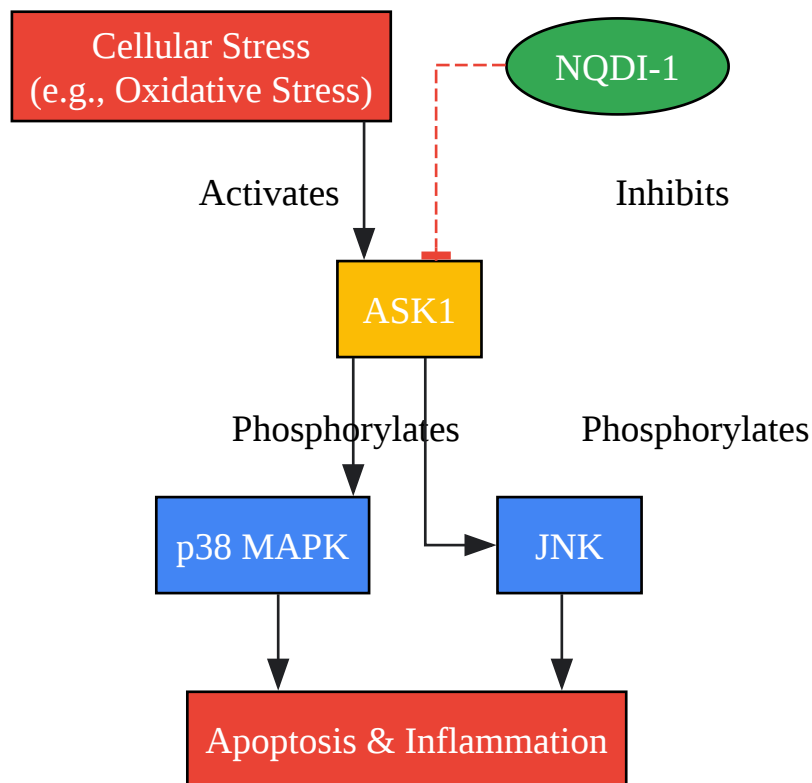 Cellular Stress
(e.g., Oxidative Stress)
NQDI-1
Activates
Inhibits
ASK1
Phosphorylates
Phosphorylates
p38 MAPK
JNK
Apoptosis & Inflammation